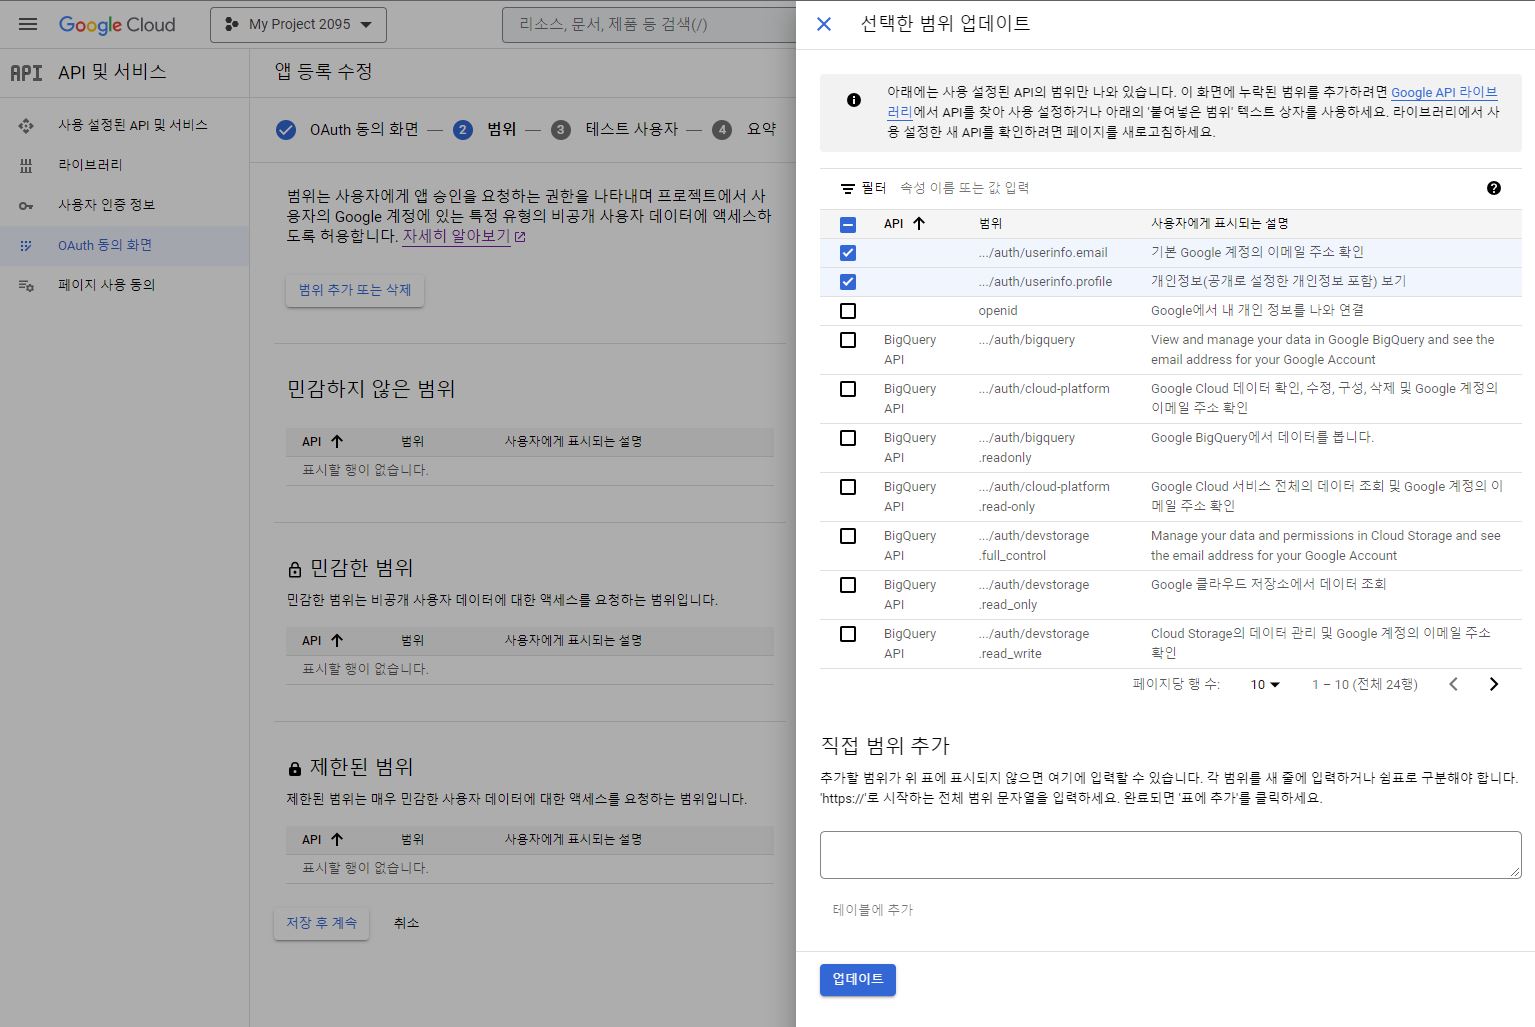 Google Cloud
My Project 2095
리소스, 문서, 제품 등 검색(/)
API
API 및 서비스
사용 설정된 API 및 서비스
라이브러리
사용자 인증 정보
OAuth 동의 화면
페이지 사용 동의
앱 등록 수정
OAuth 동의 화면 — 2 범위 — 3 테스트 사용자 — 4 요약
범위는 사용자에게 앱 승인을 요청하는 권한을 나타내며 프로젝트에서 사
용자의 Google 계정에 있는 특정 유형의 비공개 사용자 데이터에 액세스하
도록 허용합니다. 자세히 알아보기
범위 추가 또는 삭제
민감하지 않은 범위
API 범위 사용자에게 표시되는 설명
표시할 행이 없습니다.
민감한 범위
민감한 범위는 비공개 사용자 데이터에 대한 액세스를 요청하는 범위입니다.
API 범위 사용자에게 표시되는 설명
표시할 행이 없습니다.
제한된 범위
제한된 범위는 매우 민감한 사용자 데이터에 대한 액세스를 요청하는 범위입니다.
API 범위 사용자에게 표시되는 설명
표시할 행이 없습니다.
저장 후 계속 취소
선택한 범위 업데이트
아래에는 사용 설정된 API의 범위만 나와 있습니다. 이 화면에 누락된 범위를 추가하려면 Google API 라이브
러리에서 API를 찾아 사용 설정하거나 아래의 '붙여넣은 범위' 텍스트 상자를 사용하세요. 라이브러리에서 사
용 설정한 새 API를 확인하려면 페이지를 새로고침하세요.
필터 속성 이름 또는 값 입력
API 범위 사용자에게 표시되는 설명
.../auth/userinfo.email 기본 Google 계정의 이메일 주소 확인
.../auth/userinfo.profile 개인정보(공개로 설정한 개인정보 포함) 보기
openid Google에서 내 개인 정보를 나와 연결
BigQuery .../auth/bigquery View and manage your data in Google BigQuery and see the
API email address for your Google Account
BigQuery .../auth/cloud-platform Google Cloud 데이터 확인, 수정, 구성, 삭제 및 Google 계정의
API 이메일 주소 확인
BigQuery .../auth/bigquery Google BigQuery에서 데이터를 봅니다.
API .readonly
BigQuery .../auth/cloud-platform Google Cloud 서비스 전체의 데이터 조회 및 Google 계정의 이
API .read-only 메일 주소 확인
BigQuery .../auth/devstorage Manage your data and permissions in Cloud Storage and see
API .full_control the email address for your Google Account
BigQuery .../auth/devstorage Google 클라우드 저장소에서 데이터 조회
API .read_only
BigQuery .../auth/devstorage Cloud Storage의 데이터 관리 및 Google 계정의 이메일 주소
API .read_write 확인
페이지당 행 수: 10 1 – 10 (전체 24행)
직접 범위 추가
추가할 범위가 위 표에 표시되지 않으면 여기에 입력할 수 있습니다. 각 범위를 새 줄에 입력하거나 쉼표로 구분해야 합니다.
'https://'로 시작하는 전체 범위 문자열을 입력하세요. 완료되면 '표에 추가'를 클릭하세요.
테이블에 추가
업데이트